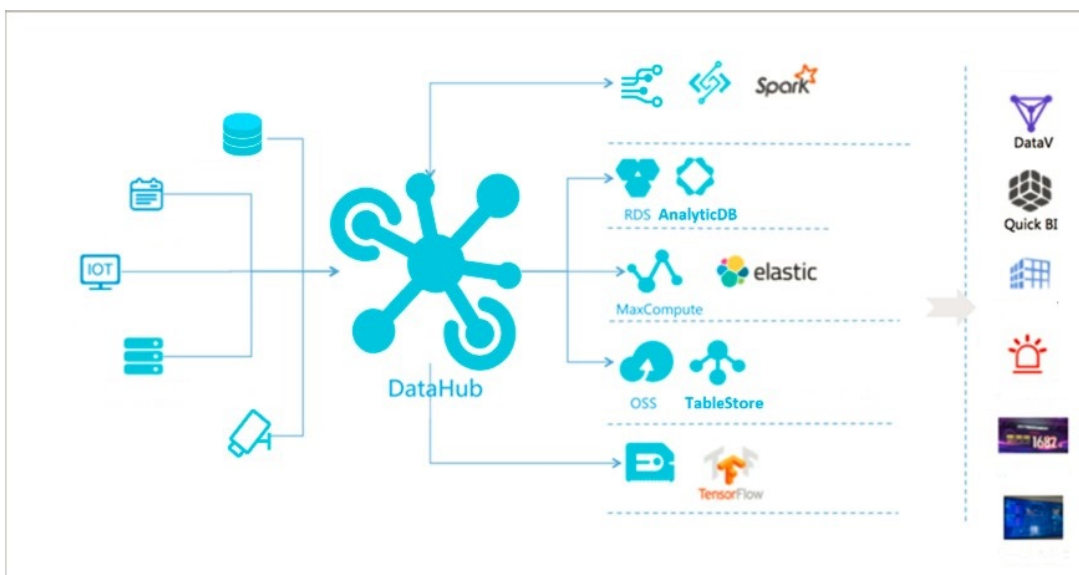 Spark
DataV
RDS AnalyticDB
Quick BI
IOT
elastic
MaxCompute
DataHub
OSS TableStore
1682
TensorFlow